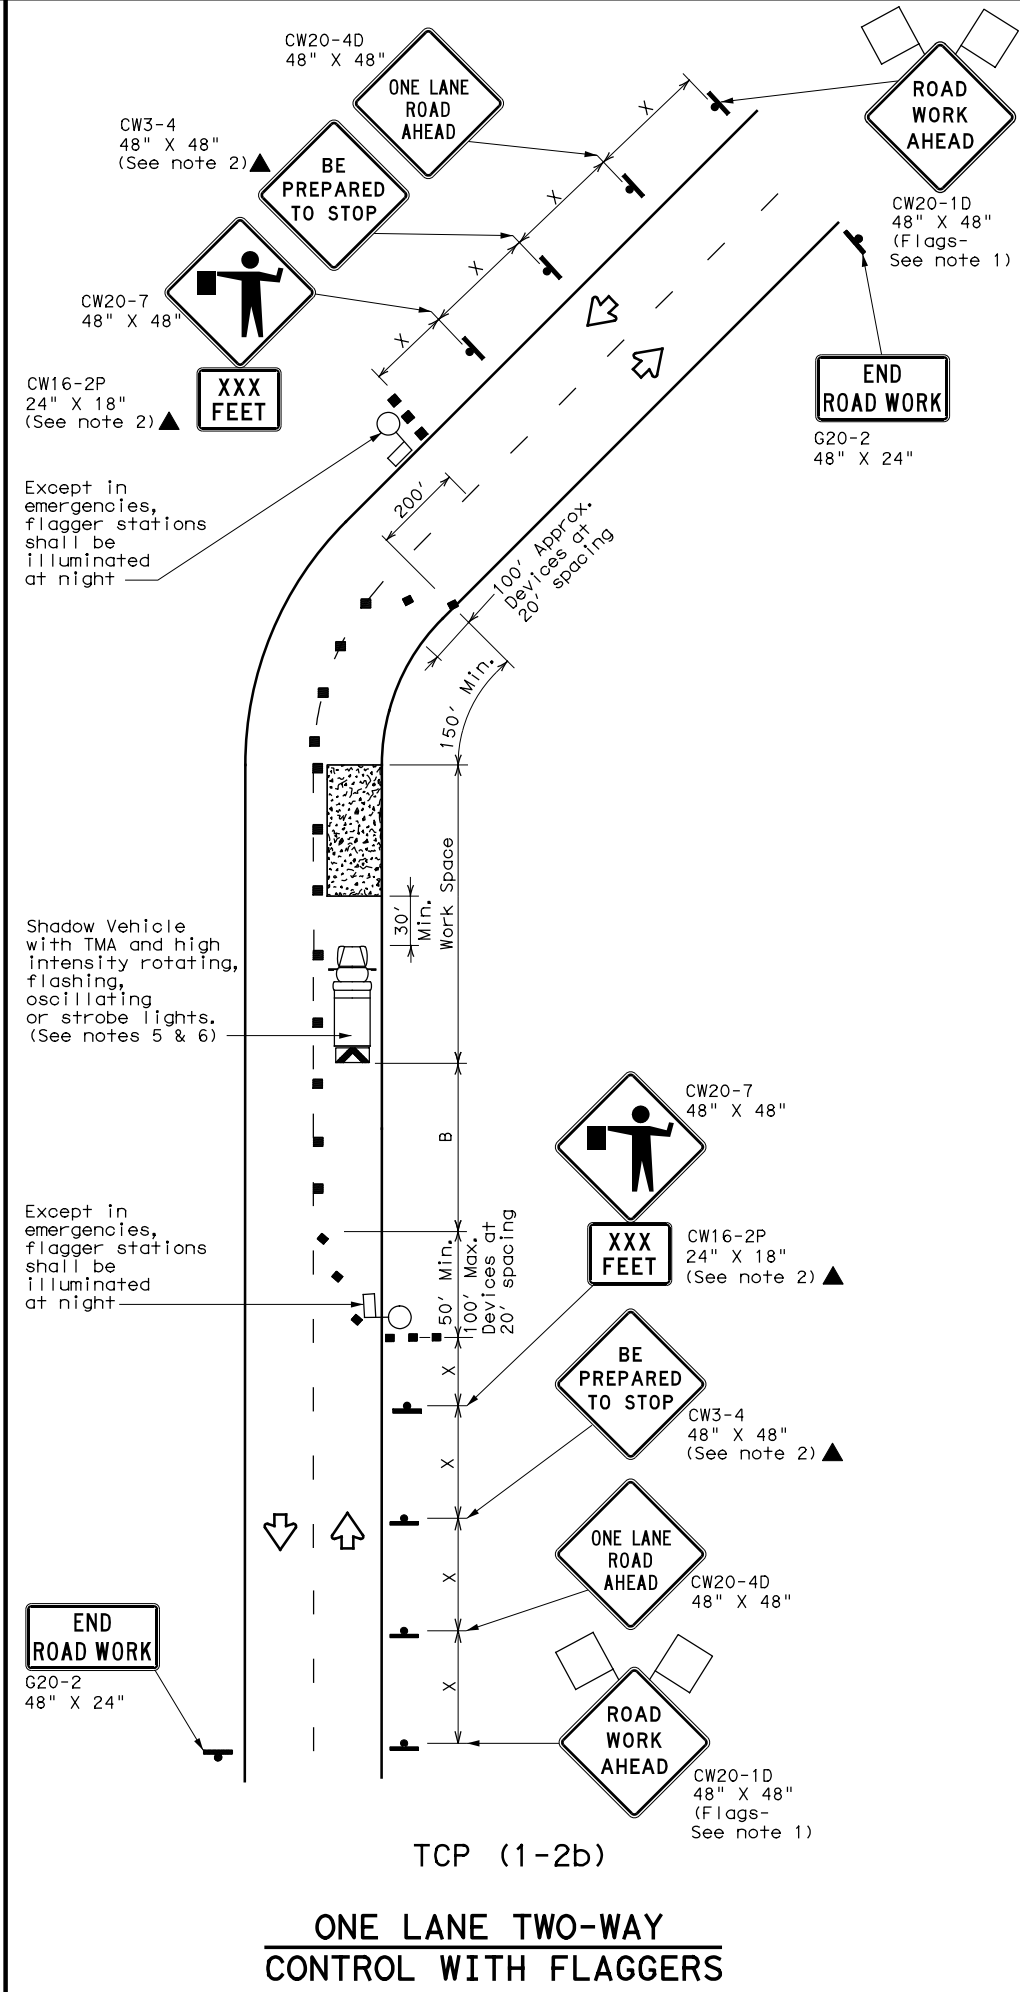 CW20-4D
48" X 48"
ONE LANE
ROAD
AHEAD
X
ROAD
WORK
AHEAD
CW20-1D
48" X 48"
(Flags-
See note 1)
CW3-4
48" X 48"
(See note 2)
BE
PREPARED
TO STOP
X
X
X
CW20-7
48" X 48"
CW16-2P
24" X 18"
(See note 2)
XXX
FEET
END
ROAD WORK
G20-2
48" X 24"
Except in
emergencies,
flagger stations
shall be
illuminated
at night
200'
100' Approx.
Devices at
20' spacing
150' Min.
30'
Min.
Work Space
Shadow Vehicle
with TMA and high
intensity rotating,
flashing,
oscillating
or strobe lights.
(See notes 5 & 6)
B
CW20-7
48" X 48"
XXX
FEET
CW16-2P
24" X 18"
(See note 2)
Except in
emergencies,
flagger stations
shall be
illuminated
at night
50' Min.
100' Max.
Devices at
20' spacing
X
BE
PREPARED
TO STOP
CW3-4
48" X 48"
(See note 2)
X
ONE LANE
ROAD
AHEAD
CW20-4D
48" X 48"
X
END
ROAD WORK
G20-2
48" X 24"
X
ROAD
WORK
AHEAD
CW20-1D
48" X 48"
(Flags-
See note 1)
TCP (1-2b)
ONE LANE TWO-WAY
CONTROL WITH FLAGGERS